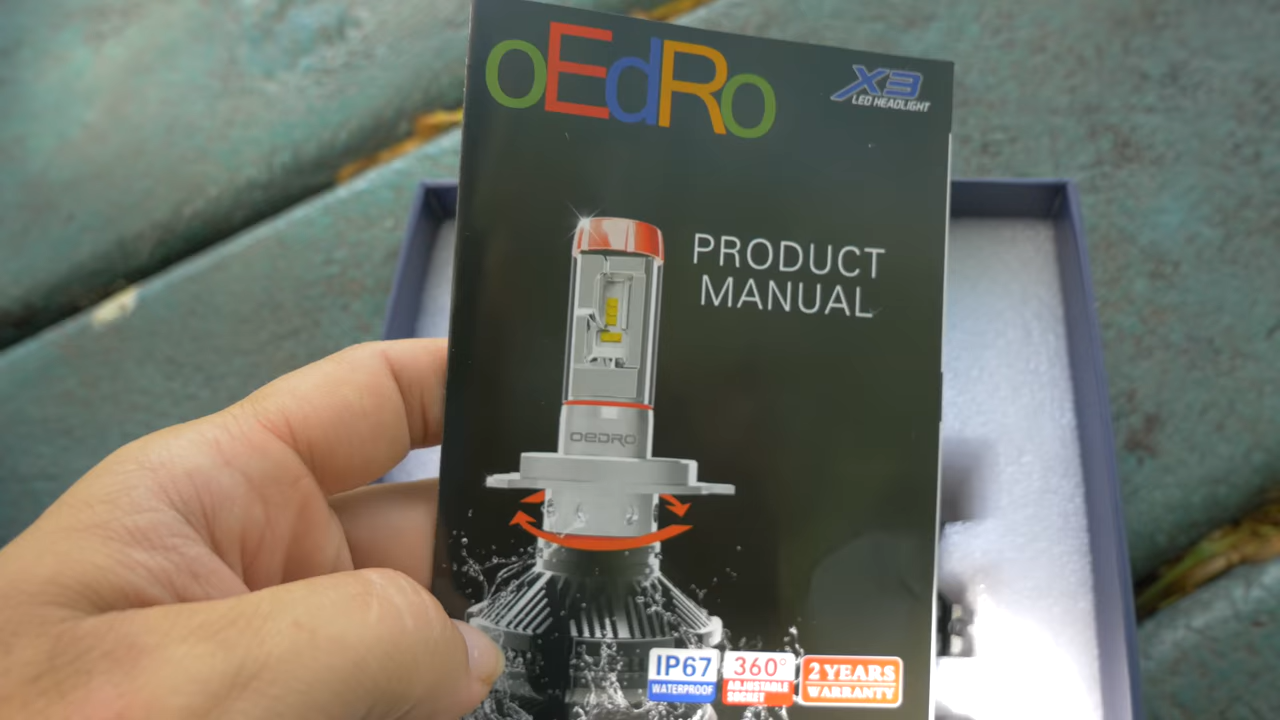 oEdRo
X3
LED HEADLIGHT
PRODUCT
MANUAL
OEDRO
IP67
WATERPROOF
360°
ADJUSTABLE
SOCKET
2 YEARS
WARRANTY